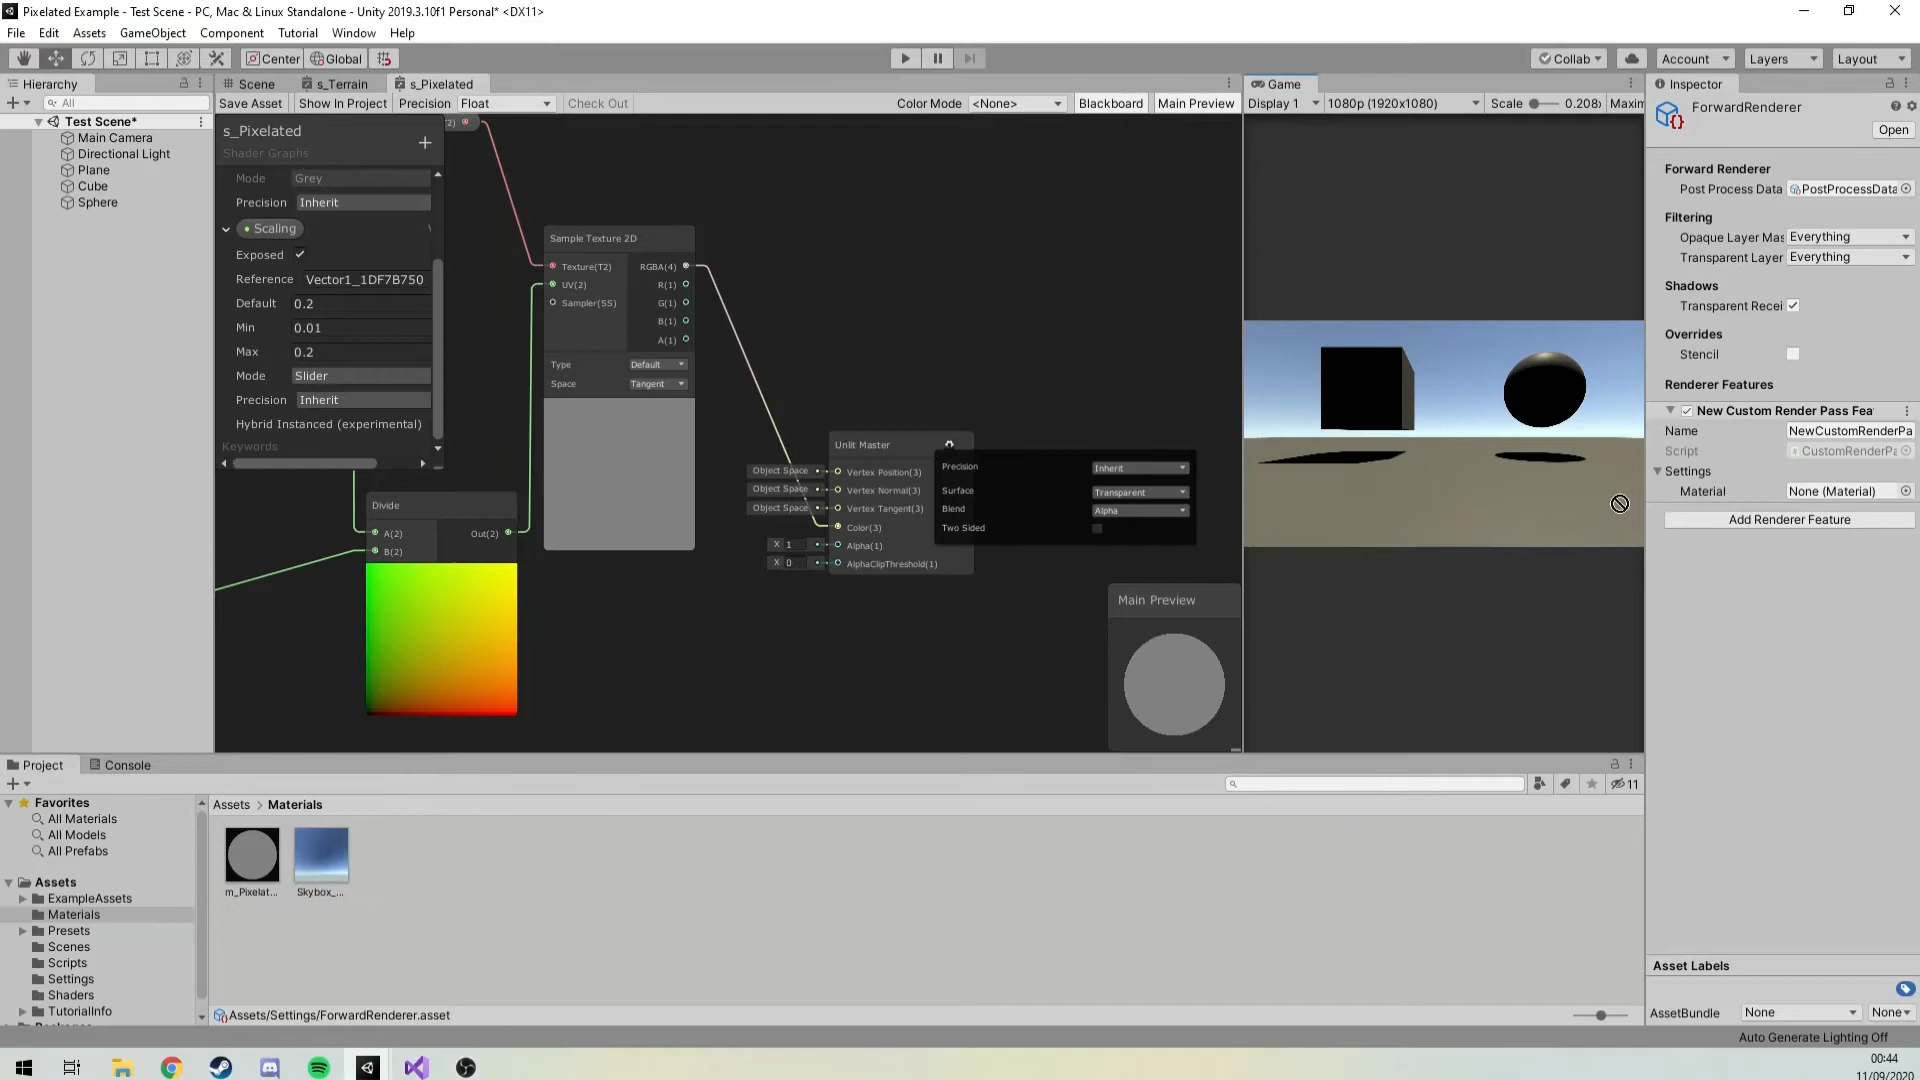 Pixelated Example - Test Scene - PC, Mac & Linux Standalone - Unity 2019.3.10f1 Personal* <DX11>
File Edit Assets GameObject Component Tutorial Window Help
Center Global Collab Account Layers Layout
Hierarchy Scene s_Terrain s_Pixelated Game Inspector
All Save Asset Show In Project Precision Float Check Out Color Mode <None> Blackboard Main Preview Display 1 1080p (1920x1080) Scale 0.208 Maxim
Test Scene*
Main Camera
Directional Light
Plane
Cube
Sphere
s_Pixelated
Shader Graphs
Mode Grey
Precision Inherit
Scaling
Exposed
Reference Vector1_1DF7B750
Default 0.2
Min 0.01
Max 0.2
Mode Slider
Precision Inherit
Hybrid Instanced (experimental)
Keywords
Sample Texture 2D
Texture(T2) RGBA(4)
UV(2) R(1)
Sampler(SS) G(1)
B(1)
A(1)
Type Default
Space Tangent
Divide
A(2) Out(2)
B(2)
Unlit Master
Object Space Vertex Position(3)
Object Space Vertex Normal(3)
Object Space Vertex Tangent(3)
Color(3)
X 1 Alpha(1)
X 0 AlphaClipThreshold(1)
Precision Inherit
Surface Transparent
Blend Alpha
Two Sided
Main Preview
ForwardRenderer
Open
Forward Renderer
Post Process Data PostProcessData
Filtering
Opaque Layer Mas Everything
Transparent Layer Everything
Shadows
Transparent Recei
Overrides
Stencil
Renderer Features
New Custom Render Pass Fea
Name NewCustomRenderPa
Script CustomRenderPa
Settings
Material None (Material)
Add Renderer Feature
Project Console
11
Favorites
All Materials
All Models
All Prefabs
Assets
ExampleAssets
Materials
Presets
Scenes
Scripts
Settings
Shaders
TutorialInfo
Assets > Materials
m_Pixelat... Skybox_...
Assets/Settings/ForwardRenderer.asset
Asset Labels
AssetBundle None None
Auto Generate Lighting Off
00:44
11/09/2020